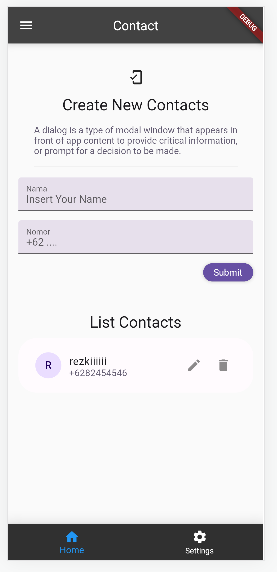 Contact
DEBUG
Create New Contacts
A dialog is a type of modal window that appears in
front of app content to provide critical information,
or prompt for a decision to be made.
Nama
Insert Your Name
Nomor
+62 ....
Submit
List Contacts
R
rezkiiiiii
+6282454546
Home
Settings